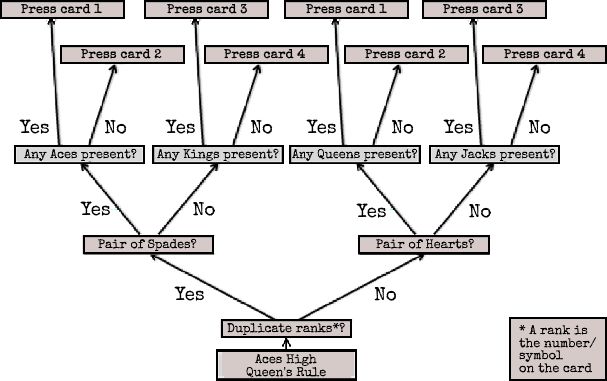 Press card 1
Press card 3
Press card 1
Press card 3
Press card 2
Press card 4
Press card 2
Press card 4
Yes
No
Yes
No
Yes
No
Yes
No
Any Aces present?
Any Kings present?
Any Queens present?
Any Jacks present?
Yes
No
Yes
No
Pair of Spades?
Pair of Hearts?
Yes
No
Duplicate ranks*?
Aces High
Queen's Rule
* A rank is
the number/
symbol
on the card